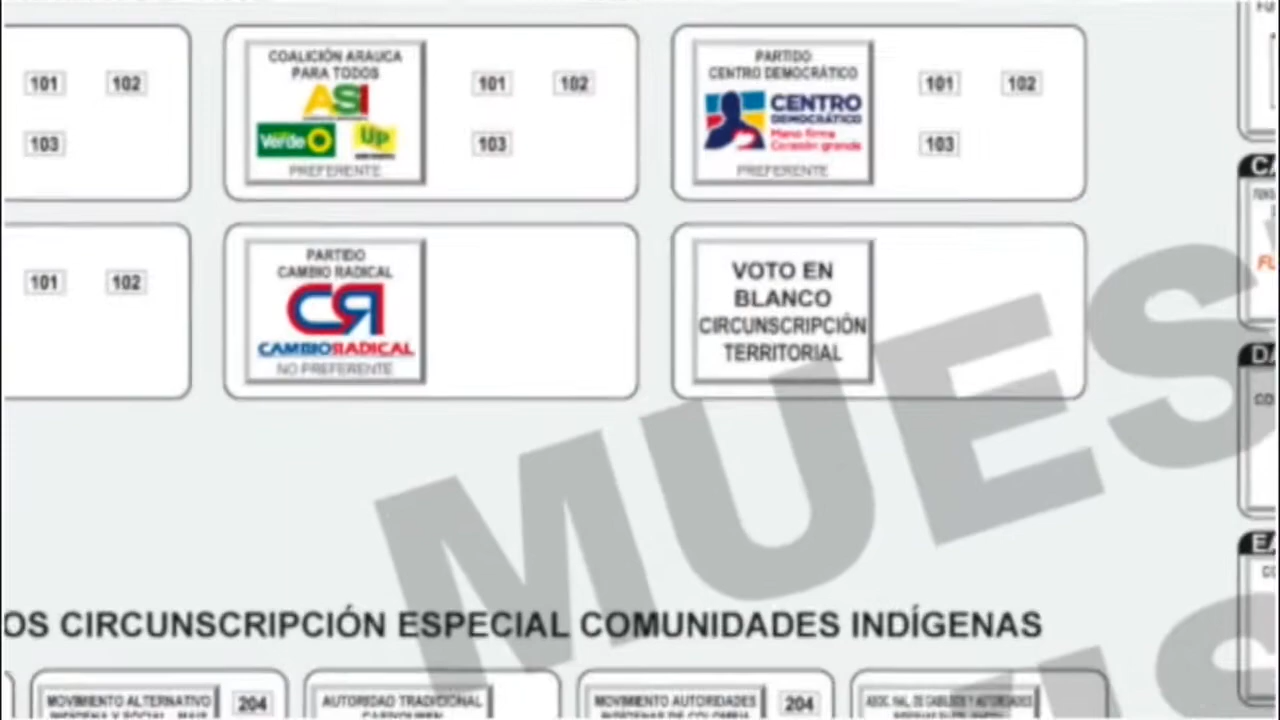 101 102
103
COALICIÓN ARAUCA
PARA TODOS
ASI
Verde
Up
PREFERENTE
101 102
103
PARTIDO
CENTRO DEMOCRÁTICO
CENTRO
DEMOCRÁTICO
Mano firme
Corazón grande
PREFERENTE
101 102
103
101 102
PARTIDO
CAMBIO RADICAL
CR
CAMBIO RADICAL
NO PREFERENTE
VOTO EN
BLANCO
CIRCUNSCRIPCIÓN
TERRITORIAL
MUES
OS CIRCUNSCRIPCIÓN ESPECIAL COMUNIDADES INDÍGENAS
MOVIMIENTO ALTERNATIVO
204
AUTORIDAD TRADICIONAL
MOVIMIENTO AUTORIDADES
204